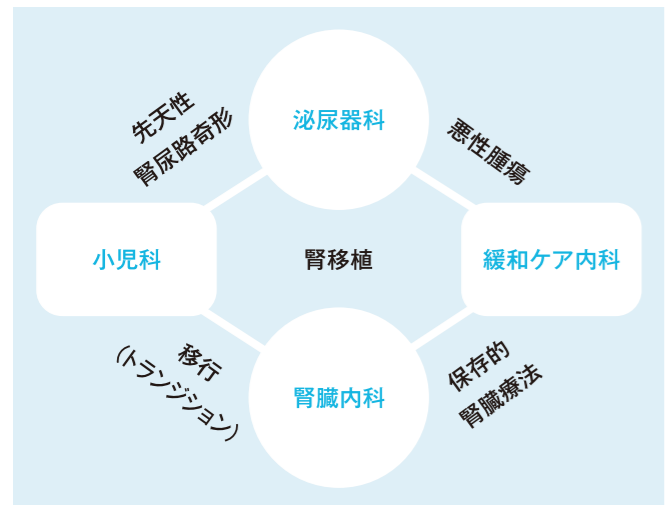 先天性
腎尿路奇形
泌尿器科
悪性腫瘍
小児科
腎移植
緩和ケア内科
移行
(トランジション)
腎臓内科
保存的
腎臓療法